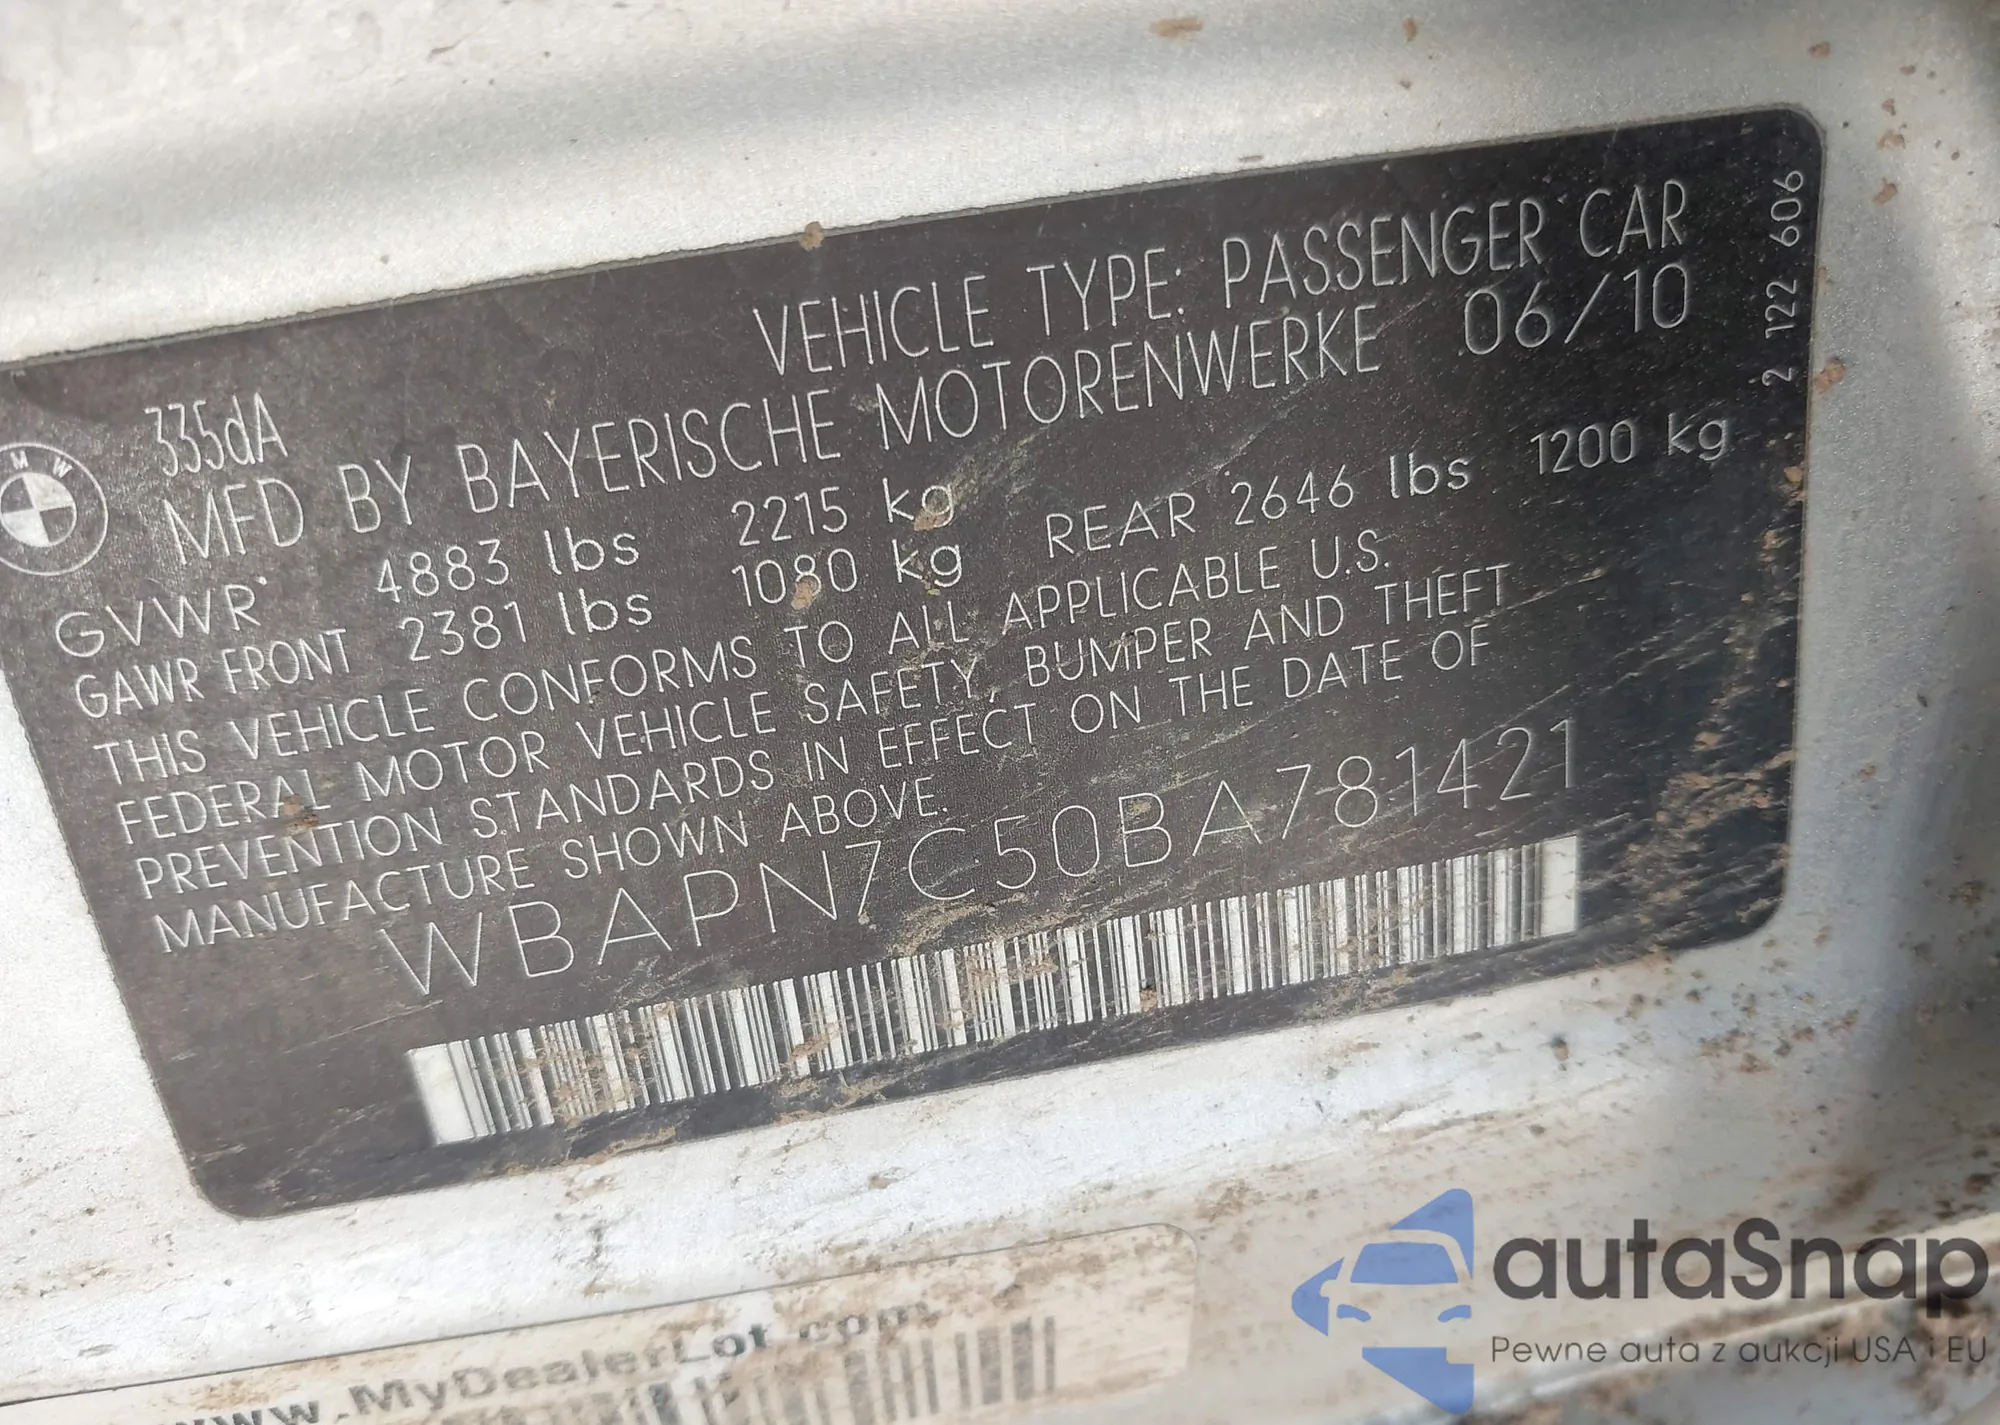 VEHICLE TYPE: PASSENGER CAR
335dA
MFD BY BAYERISCHE MOTORENWERKE 06/10
GVWR 4883 lbs 2215 kg
GAWR FRONT 2381 lbs 1080 kg REAR 2646 lbs 1200 kg
THIS VEHICLE CONFORMS TO ALL APPLICABLE U.S.
FEDERAL MOTOR VEHICLE SAFETY, BUMPER AND THEFT
PREVENTION STANDARDS IN EFFECT ON THE DATE OF
MANUFACTURE SHOWN ABOVE.
WBAPN7C50BA781421
2 122 606
BMW
www.MyDealerLot.com
autaSnap
Pewne auta z aukcji USA i EU